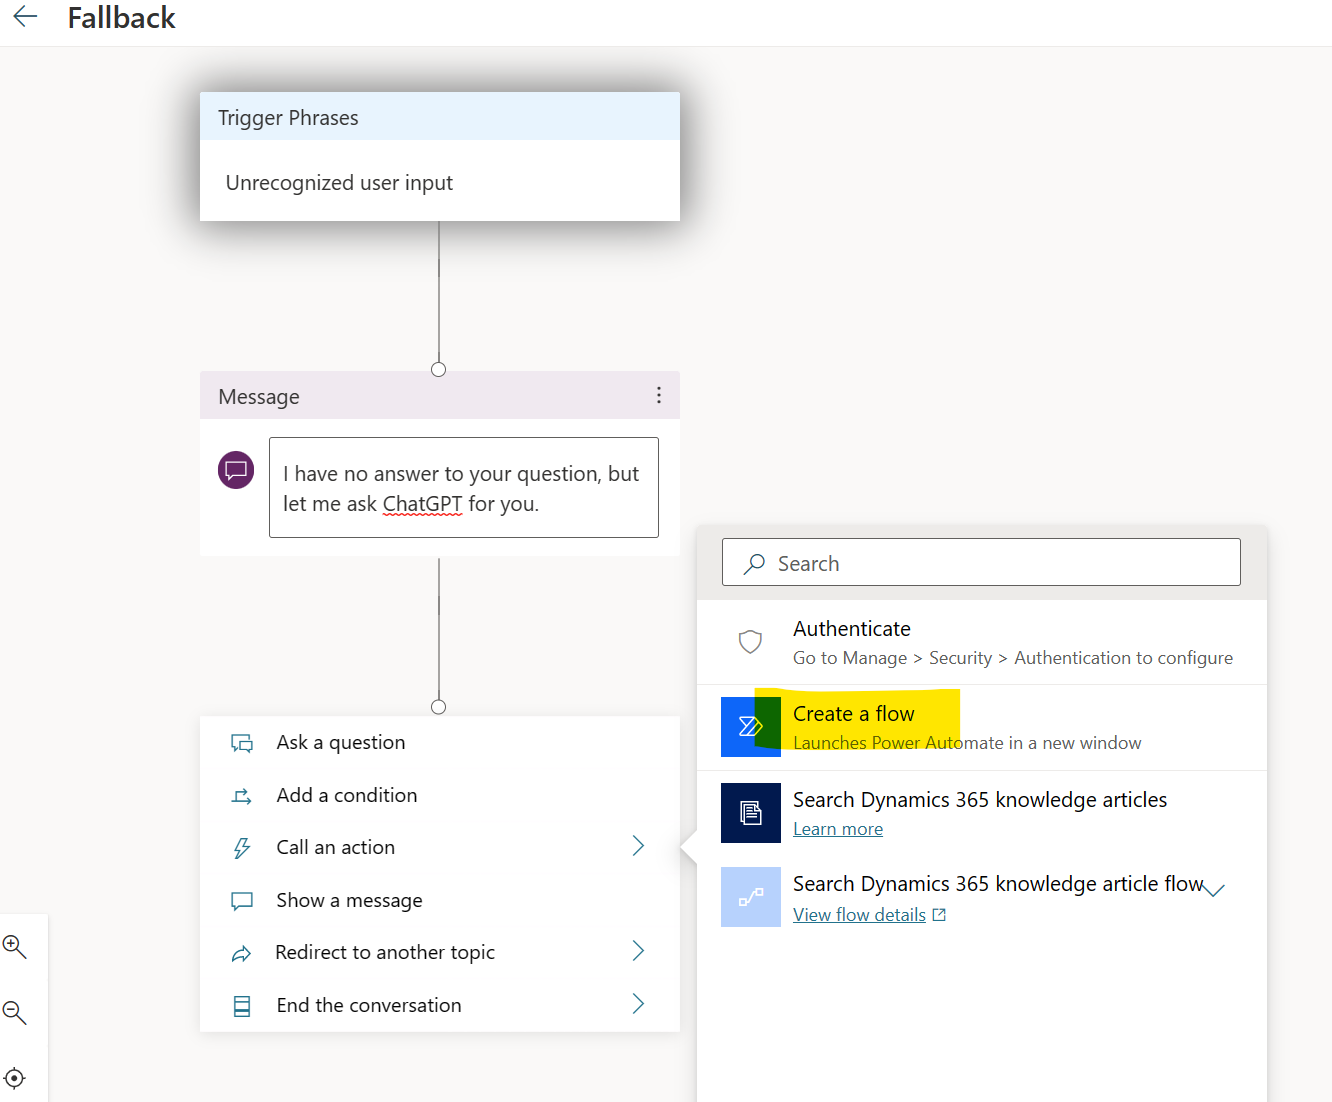 Fallback
Trigger Phrases
Unrecognized user input
Message
I have no answer to your question, but
let me ask ChatGPT for you.
Ask a question
Add a condition
Call an action
Show a message
Redirect to another topic
End the conversation
Search
Authenticate
Go to Manage > Security > Authentication to configure
Create a flow
Launches Power Automate in a new window
Search Dynamics 365 knowledge articles
Learn more
Search Dynamics 365 knowledge article flow
View flow details